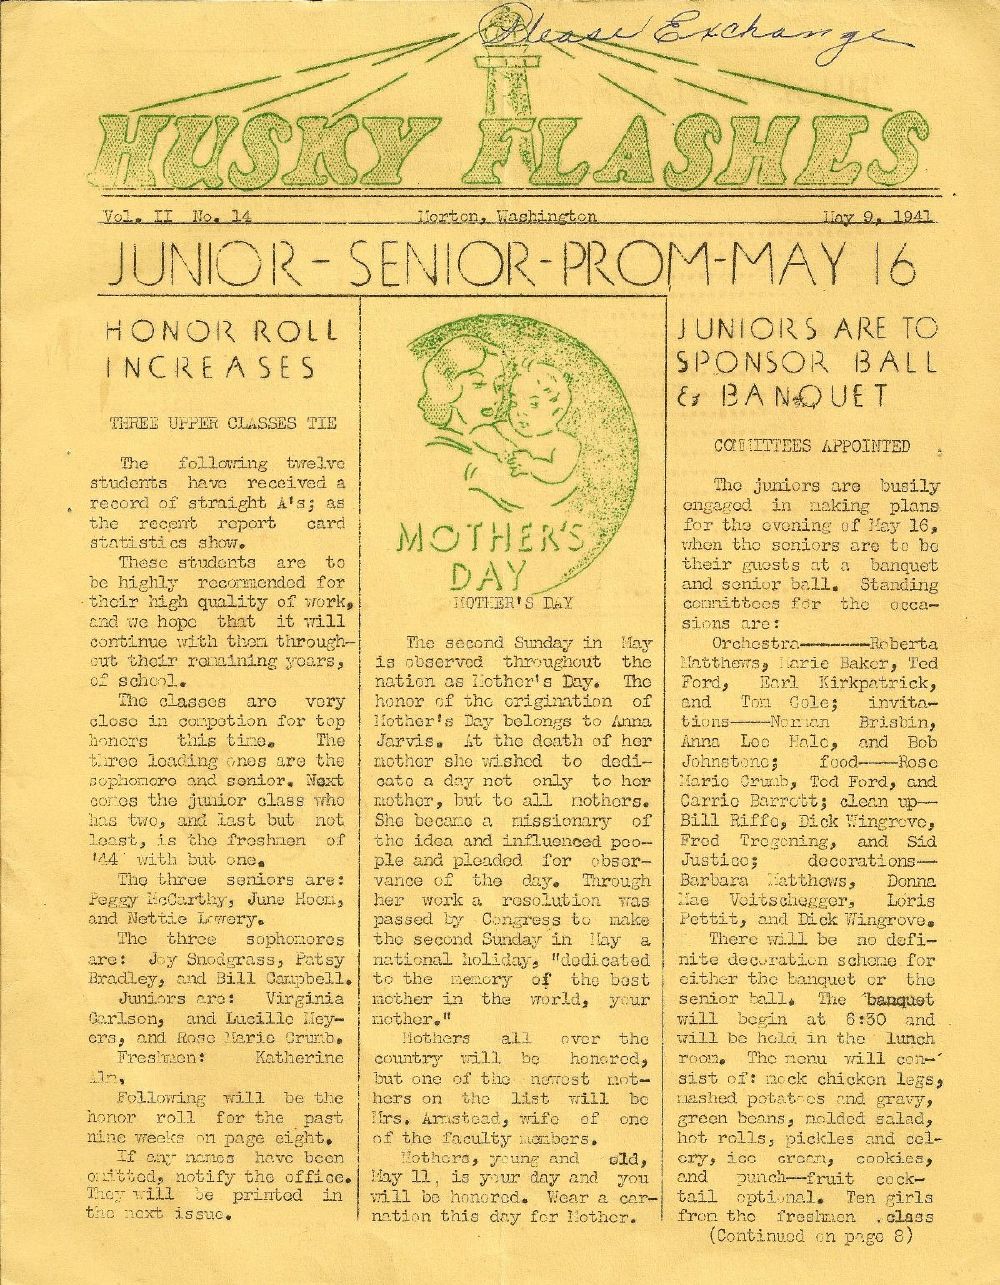 Please Exchange
HUSKY FLASHES
Vol. II No. 14 Morton, Washington May 9, 1941
JUNIOR-SENIOR-PROM-MAY 16
HONOR ROLL
INCREASES
THREE UPPER CLASSES TIE
The following twelve
students have received a
record of straight A's; as
the recent report card
statistics show.
These students are to
be highly recommended for
their high quality of work,
and we hope that it will
continue with them through-
out their remaining years,
of school.
The classes are very
close in compotion for top
honors this time. The
three leading ones are the
sophomore and senior. Next
comes the junior class who
has two, and last but not
least, is the freshmen of
'44 with but one.
The three seniors are:
Peggy McCarthy, June Hoen,
and Nettie Lowery.
The three sophomores
are: Joy Snodgrass, Patsy
Bradley, and Bill Campbell.
Juniors are: Virginia
Carlson, and Lucille Mey-
ers, and Rose Marie Crumb.
Freshmen: Katherine
Alm,
Following will be the
honor roll for the past
nine weeks on page eight.
If any names have been
omitted, notify the office.
They will be printed in
the next issue.
MOTHER'S
DAY
MOTHER'S DAY
The second Sunday in May
is observed throughout the
nation as Mother's Day. The
honor of the origination of
Mother's Day belongs to Anna
Jarvis. At the death of her
mother she wished to dedi-
cate a day not only to her
mother, but to all mothers.
She became a missionary of
the idea and influenced peo-
ple and pleaded for obser-
vance of the day. Through
her work a resolution was
passed by Congress to make
the second Sunday in May a
national holiday, "dedicated
to the memory of the best
mother in the world, your
mother."
Mothers all over the
country will be honored,
but one of the newest mot-
hers on the list will be
Mrs. Armstead, wife of one
of the faculty members.
Mothers, young and old,
May 11, is your day and you
will be honored. Wear a car-
nation this day for Mother.
JUNIORS ARE TO
SPONSOR BALL
& BANQUET
COMMITTEES APPOINTED
The juniors are busily
engaged in making plans
for the evening of May 16,
when the seniors are to be
their guests at a banquet
and senior ball. Standing
committees for the occa-
sions are:
Orchestra--------Roberta
Matthews, Marie Baker, Ted
Ford, Earl Kirkpatrick,
and Tom Cole; invita-
tions----Norman Brisbin,
Anna Lee Hale, and Bob
Johnstone; food----Rose
Marie Crumb, Ted Ford, and
Carrie Barrett; clean up--
Bill Riffe, Dick Wingrove,
Fred Tregoning, and Sid
Justice; decorations--
Barbara Matthews, Donna
Mae Veitschegger, Loris
Pettit, and Dick Wingrove.
There will be no defi-
nite decoration scheme for
either the banquet or the
senior ball. The banquet
will begin at 6:30 and
will be held in the lunch
room. The menu will con-
sist of: mock chicken legs,
mashed potatoes and gravy,
green beans, molded salad,
hot rolls, pickles and cel-
ery, ice cream, cookies,
and punch--fruit cock-
tail optional. Ten girls
from the freshmen class
(Continued on page 8)